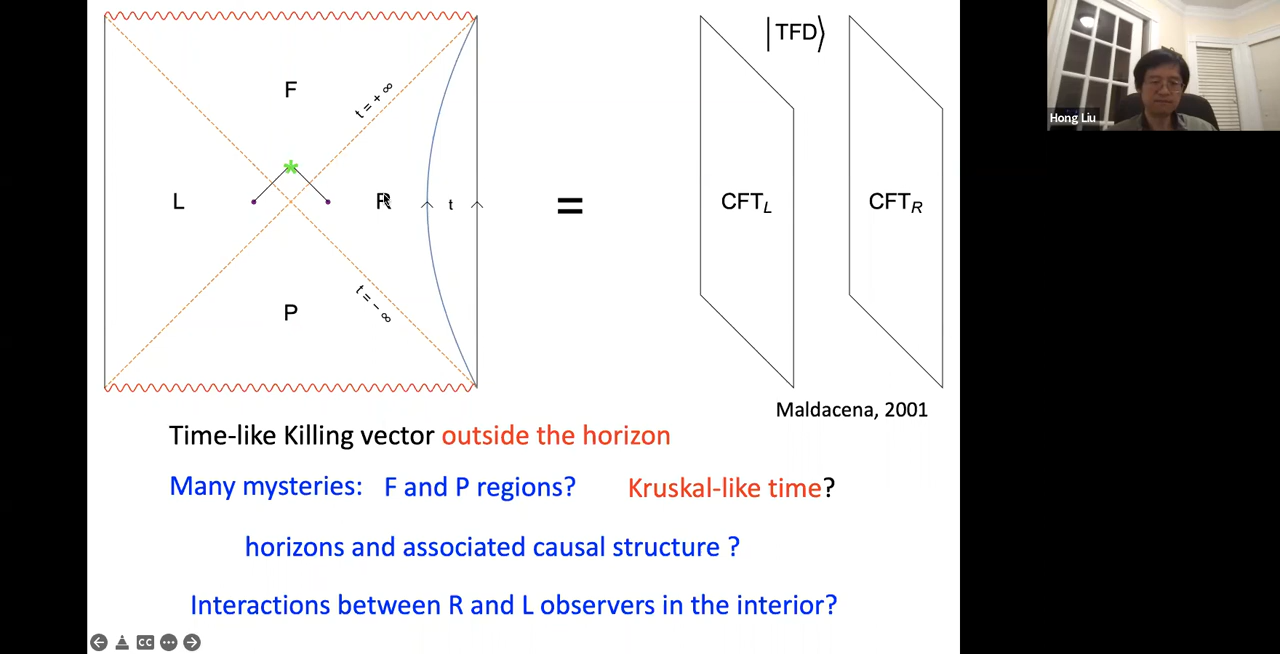 |TFD⟩
F
t = + ∞
L
R
t
=
CFT_L
CFT_R
P
t = − ∞
Maldacena, 2001
Time-like Killing vector outside the horizon
Many mysteries: F and P regions? Kruskal-like time?
horizons and associated causal structure ?
Interactions between R and L observers in the interior?
CC
Hong Liu